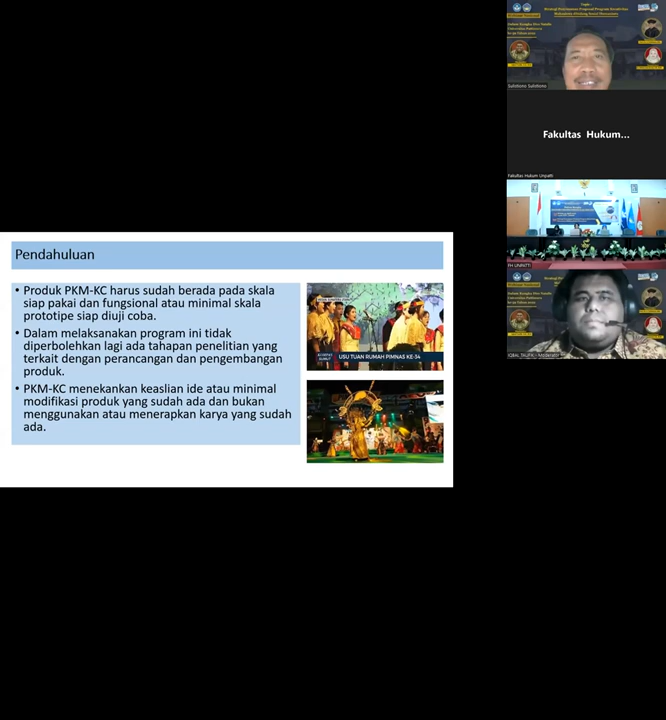 Pendahuluan
• Produk PKM-KC harus sudah berada pada skala
siap pakai dan fungsional atau minimal skala
prototipe siap diuji coba.
• Dalam melaksanakan program ini tidak
diperbolehkan lagi ada tahapan penelitian yang
terkait dengan perancangan dan pengembangan
produk.
• PKM-KC menekankan keaslian ide atau minimal
modifikasi produk yang sudah ada dan bukan
menggunakan atau menerapkan karya yang sudah
ada.
USU TUAN RUMAH PIMNAS KE-34
Sulistiono Sulistiono
Fakultas Hukum...
Fakultas Hukum Unpatti
FH UNPATTI
IQBAL TAUFIK - Moderator